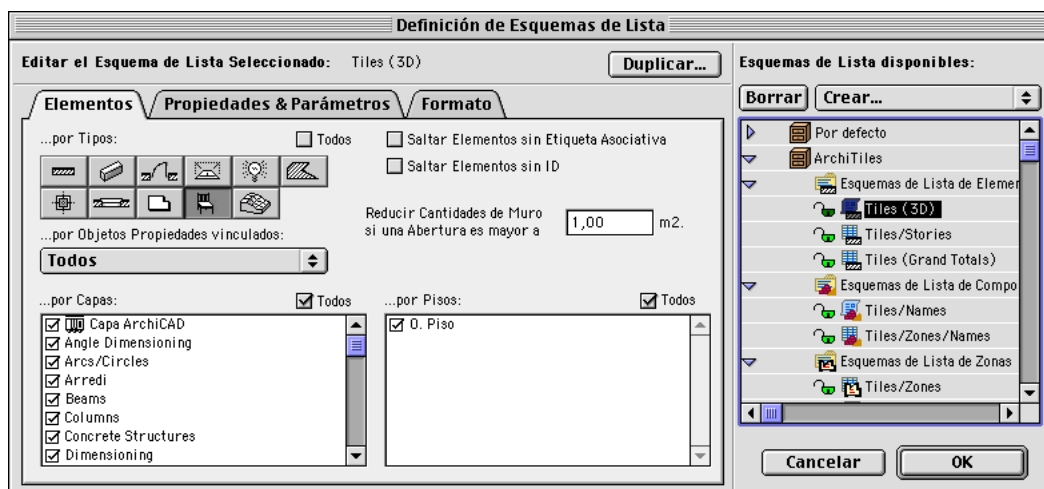 Definición de Esquemas de Lista
Editar el Esquema de Lista Seleccionado: Tiles (3D)
Duplicar...
Elementos
Propiedades & Parámetros
Formato
...por Tipos:
Todos
Saltar Elementos sin Etiqueta Asociativa
Saltar Elementos sin ID
Reducir Cantidades de Muro
si una Abertura es mayor a
1,00
m2.
...por Objetos Propiedades vinculados:
Todos
...por Capas:
Todos
Capa ArchiCAD
Angle Dimensioning
Arcs/Circles
Arredi
Beams
Columns
Concrete Structures
Dimensioning
...por Pisos:
Todos
0. Piso
Esquemas de Lista disponibles:
Borrar
Crear...
Por defecto
ArchiTiles
Esquemas de Lista de Elemer
Tiles (3D)
Tiles/Stories
Tiles (Grand Totals)
Esquemas de Lista de Compo
Tiles/Names
Tiles/Zones/Names
Esquemas de Lista de Zonas
Tiles/Zones
Cancelar
OK